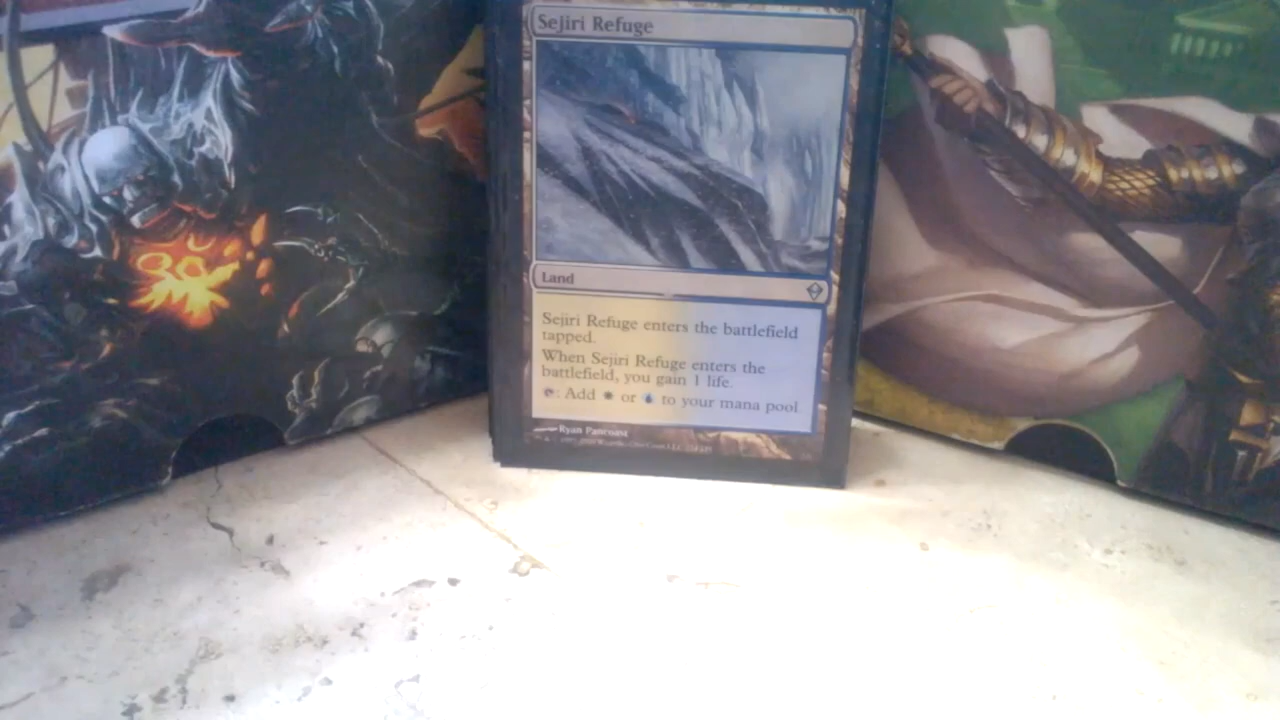 Sejiri Refuge
Land
Sejiri Refuge enters the battlefield
tapped.
When Sejiri Refuge enters the
battlefield, you gain 1 life.
: Add or to your mana pool.
Ryan Pancoast